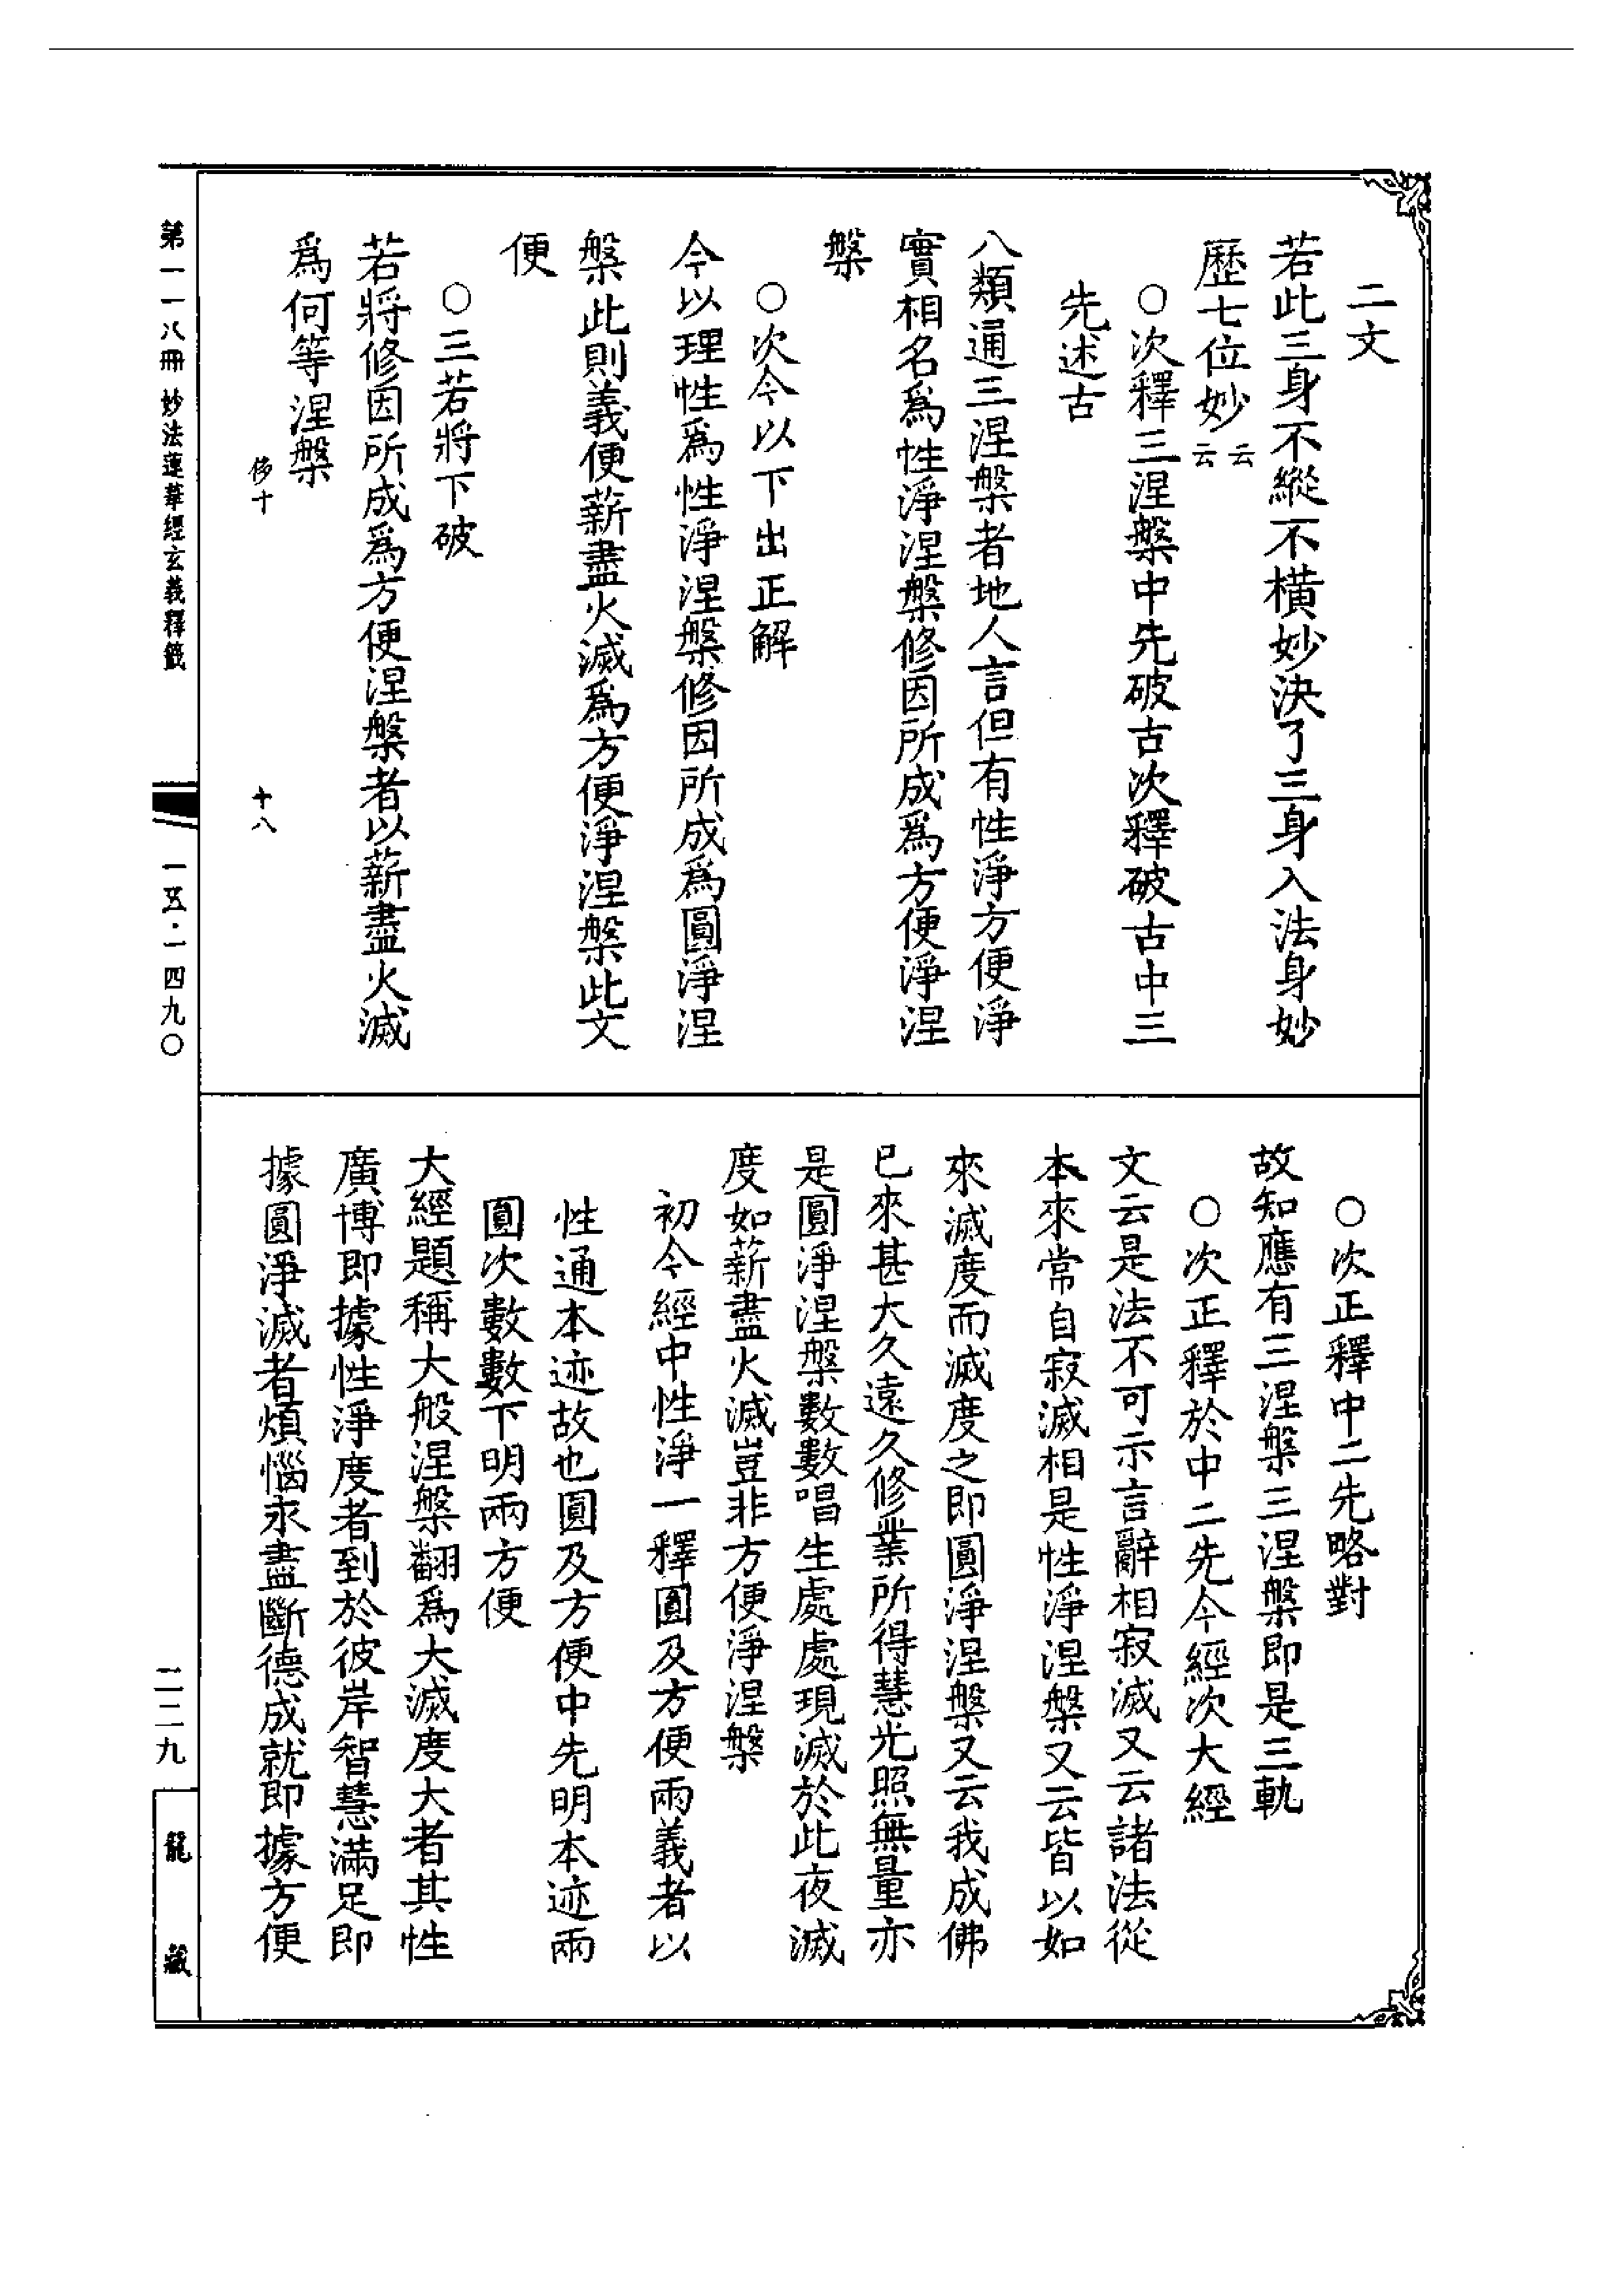 二文
若此三身不縱不橫妙決了三身入法身妙
歷七位妙云云
○次釋三涅槃中先破古次釋破古中三
先述古
八類通三涅槃者地人言但有性淨方便淨
實相名爲性淨涅槃修因所成爲方便淨涅
槃
○次今以下出正解
今以理性爲性淨涅槃修因所成爲圓淨涅
槃此則義便薪盡火滅爲方便淨涅槃此文
便
○三若將下破
若將修因所成爲方便涅槃者以薪盡火滅
爲何等涅槃
侈十 十八
○次正釋中二先略對
故知應有三涅槃三涅槃即是三軌
○次正釋於中二先今經次大經
文云是法不可示言辭相寂滅又云諸法從
本來常自寂滅相是性淨涅槃又云皆以如
來滅度而滅度之即圓淨涅槃又云我成佛
已來甚大久遠久修業所得慧光照無量亦
是圓淨涅槃數數唱生處處現滅於此夜滅
度如薪盡火滅豈非方便淨涅槃
初今經中性淨一釋圓及方便兩義者以
性通本迹故也圓及方便中先明本迹兩
圓次數數下明兩方便
大經題稱大般涅槃翻爲大滅度大者其性
廣博即據性淨度者到於彼岸智慧滿足即
據圓淨滅者煩惱永盡斷德成就即據方便
第一一八冊 妙法蓮華經玄義釋籤 一五·一四九〇
二二九
龍藏